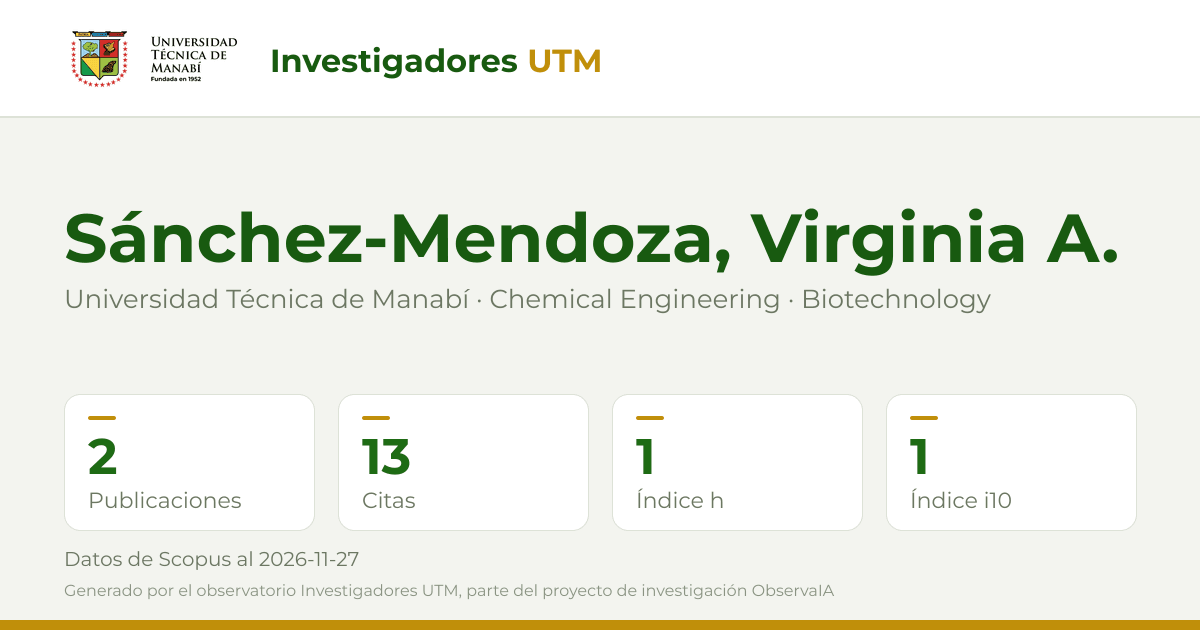 UNIVERSIDAD
TÉCNICA DE
MANABÍ
Fundada en 1952
Investigadores UTM
Sánchez-Mendoza, Virginia A.
Universidad Técnica de Manabí · Chemical Engineering · Biotechnology
2
Publicaciones
13
Citas
1
Índice h
1
Índice i10
Datos de Scopus al 2026-11-27
Generado por el observatorio Investigadores UTM, parte del proyecto de investigación ObservaIA